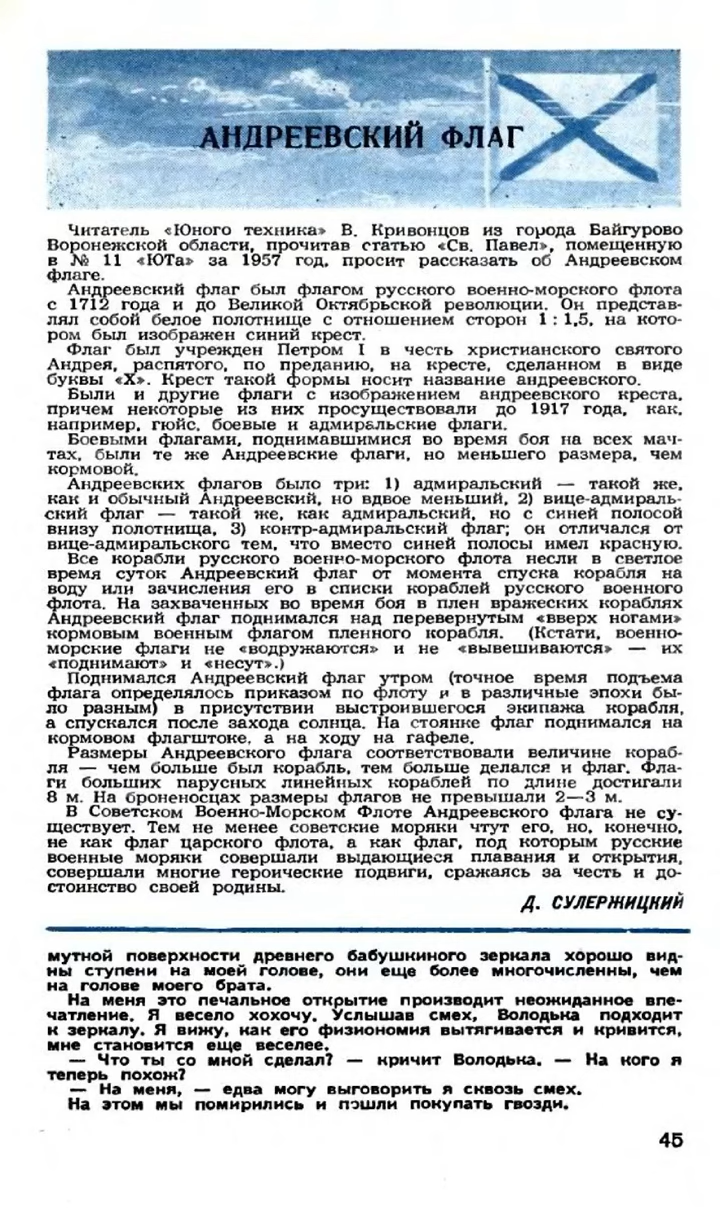 АНДРЕЕВСКИЙ ФЛАГ
Читатель «Юного техника» В. Кривонцов из города Байгурово
Воронежской области, прочитав статью «Св. Павел», помещенную
в № 11 «ЮТа» за 1957 год, просит рассказать об Андреевском
флаге.
Андреевский флаг был флагом русского военно-морского флота
с 1712 года и до Великой Октябрьской революции. Он представ-
лял собой белое полотнище с отношением сторон 1 : 1,5, на кото-
ром был изображен синий крест.
Флаг был учрежден Петром I в честь христианского святого
Андрея, распятого, по преданию, на кресте, сделанном в виде
буквы «Х». Крест такой формы носит название андреевского.
Были и другие флаги с изображением андреевского креста,
причем некоторые из них просуществовали до 1917 года, как,
например, гюйс, боевые и адмиральские флаги.
Боевыми флагами, поднимавшимися во время боя на всех мач-
тах, были те же Андреевские флаги, но меньшего размера, чем
кормовой.
Андреевских флагов было три: 1) адмиральский — такой же,
как и обычный Андреевский, но вдвое меньший, 2) вице-адмираль-
ский флаг — такой же, как адмиральский, но с синей полосой
внизу полотнища, 3) контр-адмиральский флаг; он отличался от
вице-адмиральского тем, что вместо синей полосы имел красную.
Все корабли русского военно-морского флота несли в светлое
время суток Андреевский флаг от момента спуска корабля на
воду или зачисления его в списки кораблей русского военного
флота. На захваченных во время боя в плен вражеских кораблях
Андреевский флаг поднимался над перевернутым «вверх ногами»
кормовым военным флагом пленного корабля. (Кстати, военно-
морские флаги не «водружаются» и не «вывешиваются» — их
«поднимают» и «несут».)
Поднимался Андреевский флаг утром (точное время подъема
флага определялось приказом по флоту и в различные эпохи бы-
ло разным) в присутствии выстроившегося экипажа корабля,
а спускался после захода солнца. На стоянке флаг поднимался на
кормовом флагштоке, а на ходу на гафеле.
Размеры Андреевского флага соответствовали величине кораб-
ля — чем больше был корабль, тем больше делался и флаг. Фла-
ги больших парусных линейных кораблей по длине достигали
8 м. На броненосцах размеры флагов не превышали 2—3 м.
В Советском Военно-Морском Флоте Андреевского флага не су-
ществует. Тем не менее советские моряки чтут его, но, конечно,
не как флаг царского флота, а как флаг, под которым русские
военные моряки совершали выдающиеся плавания и открытия,
совершали многие героические подвиги, сражаясь за честь и до-
стоинство своей родины.
Д. СУЛЕРЖИЦКИЙ
мутной поверхности древнего бабушкиного зеркала хорошо вид-
ны ступени на моей голове, они еще более многочисленны, чем
на голове моего брата.
На меня это печальное открытие производит неожиданное впе-
чатление. Я весело хохочу. Услышав смех, Володька подходит
к зеркалу. Я вижу, как его физиономия вытягивается и кривится,
мне становится еще веселее.
— Что ты со мной сделал? — кричит Володька. — На кого я
теперь похож?
— На меня, — едва могу выговорить я сквозь смех.
На этом мы помирились и пошли покупать гвозди.
45